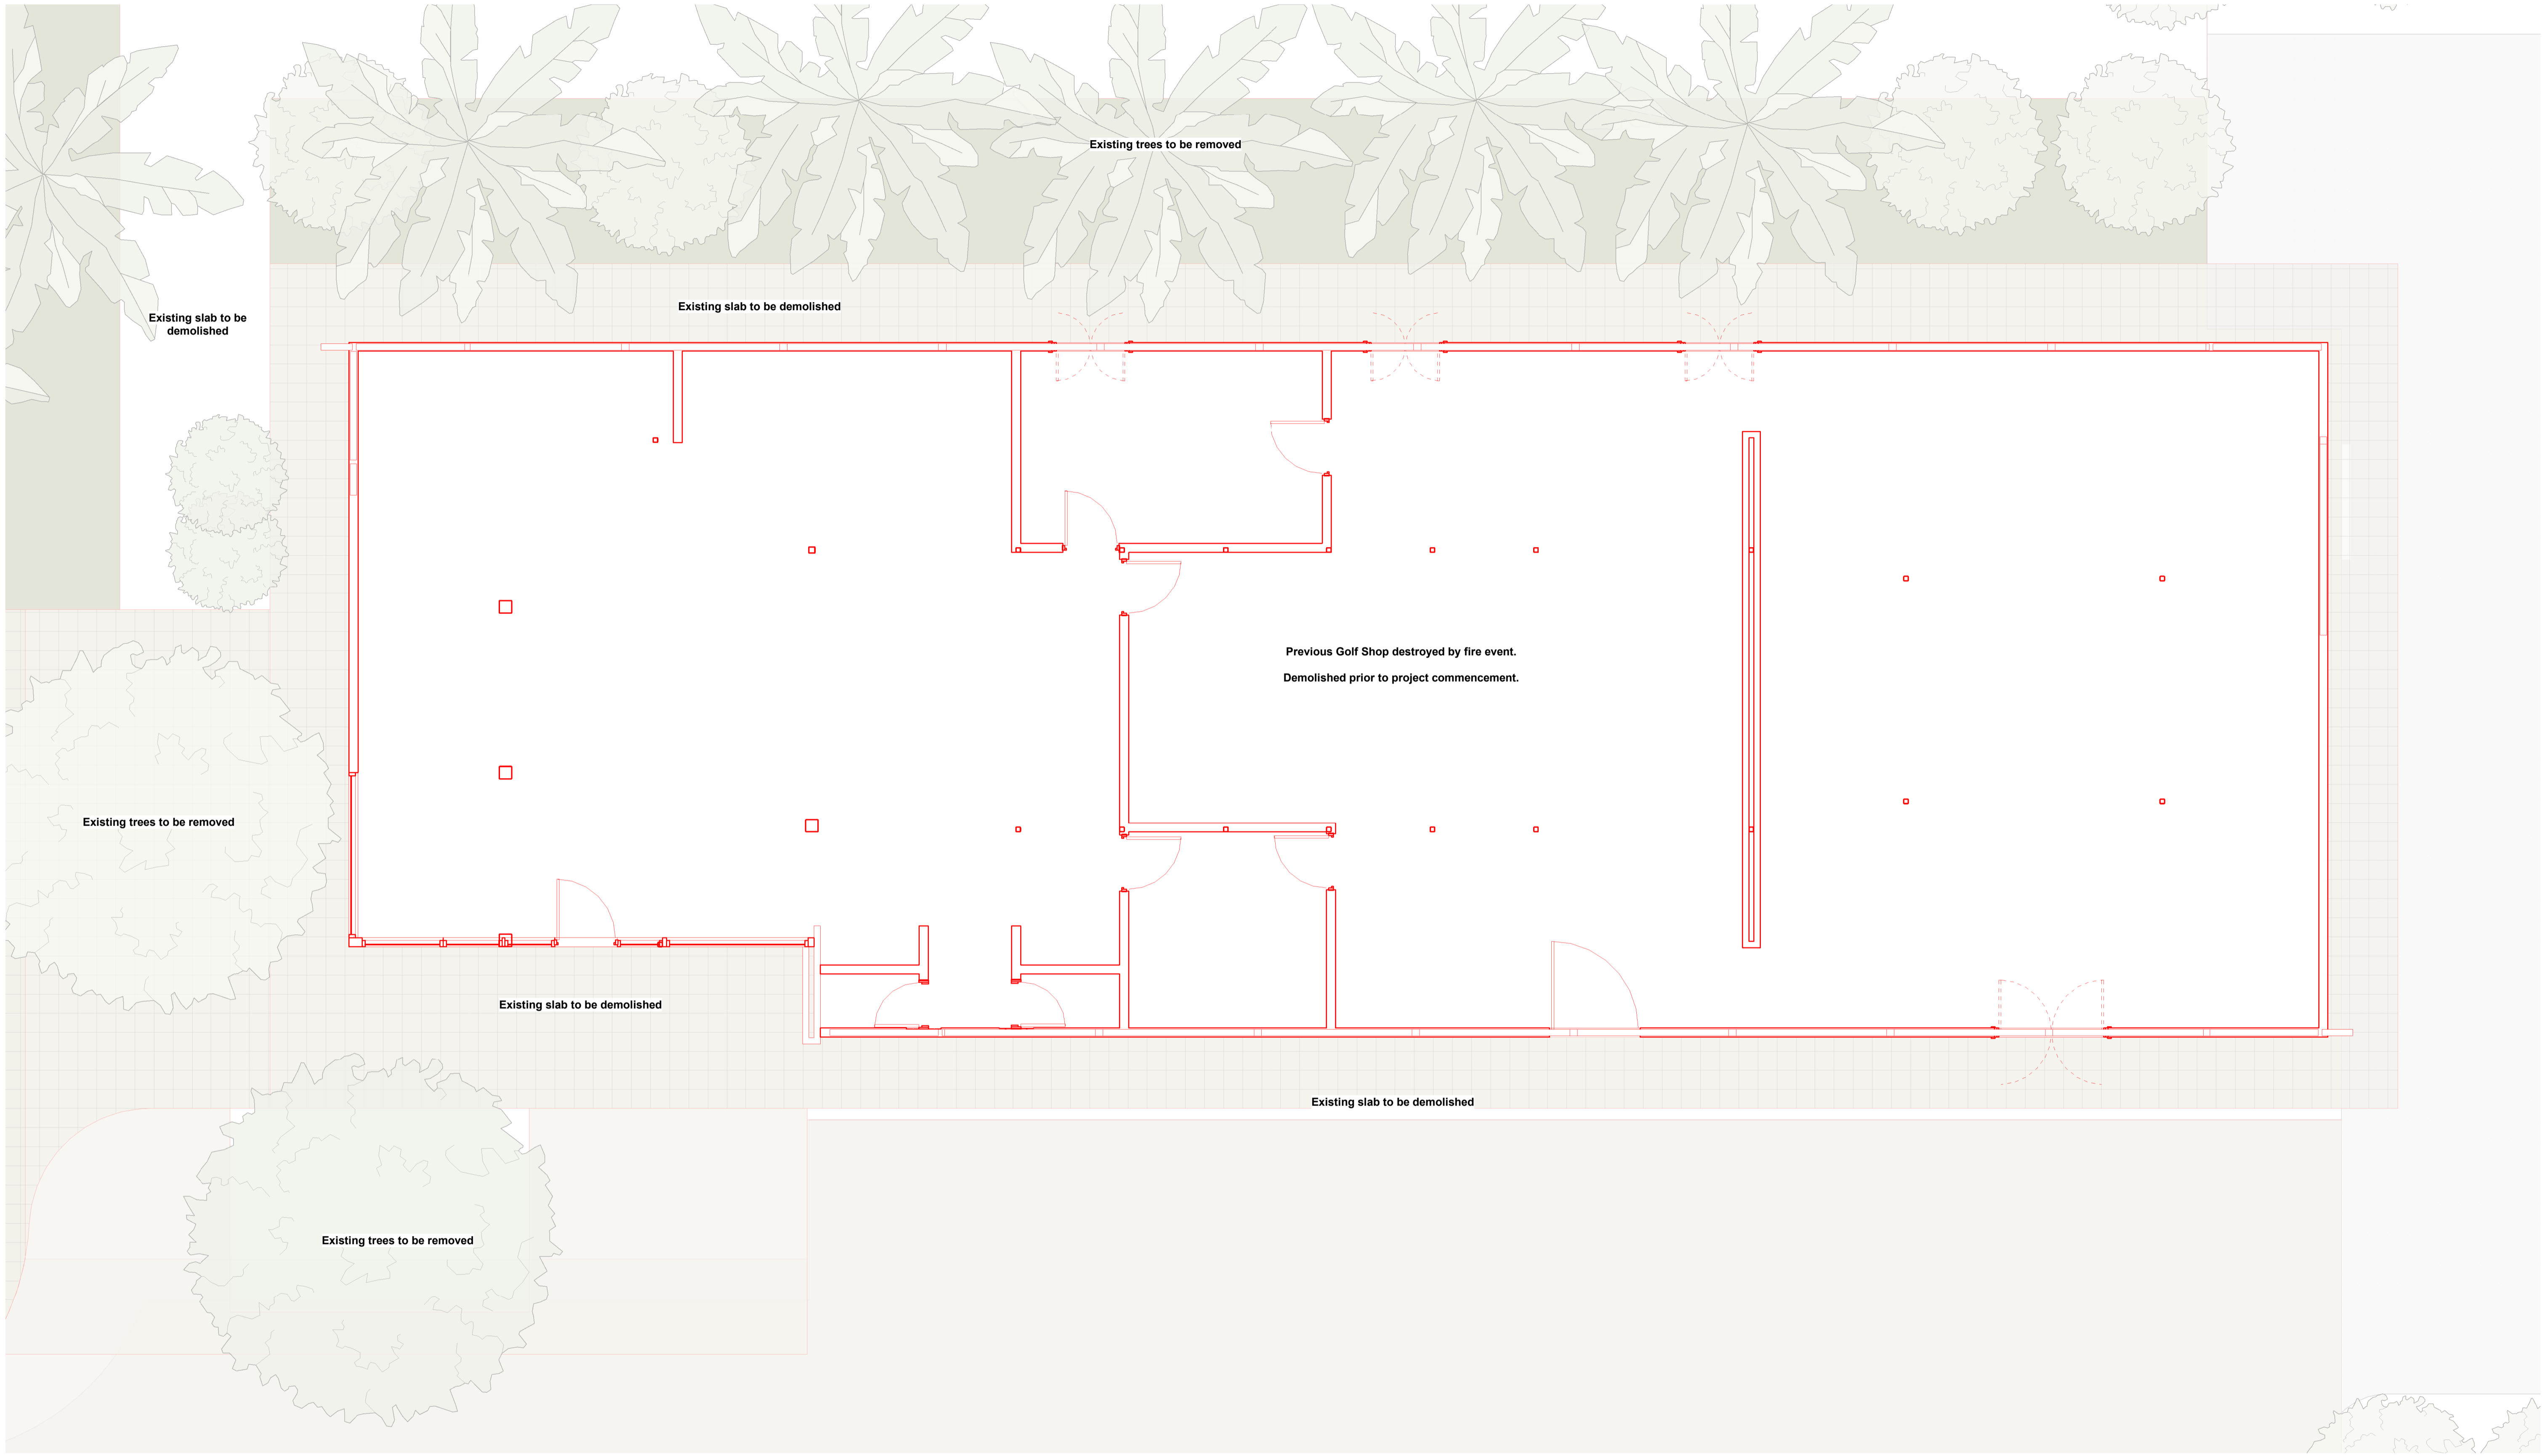 Existing trees to be removed
Existing slab to be demolished
Existing slab to be
demolished
Previous Golf Shop destroyed by fire event.
Demolished prior to project commencement.
Existing trees to be removed
Existing slab to be demolished
Existing slab to be demolished
Existing trees to be removed